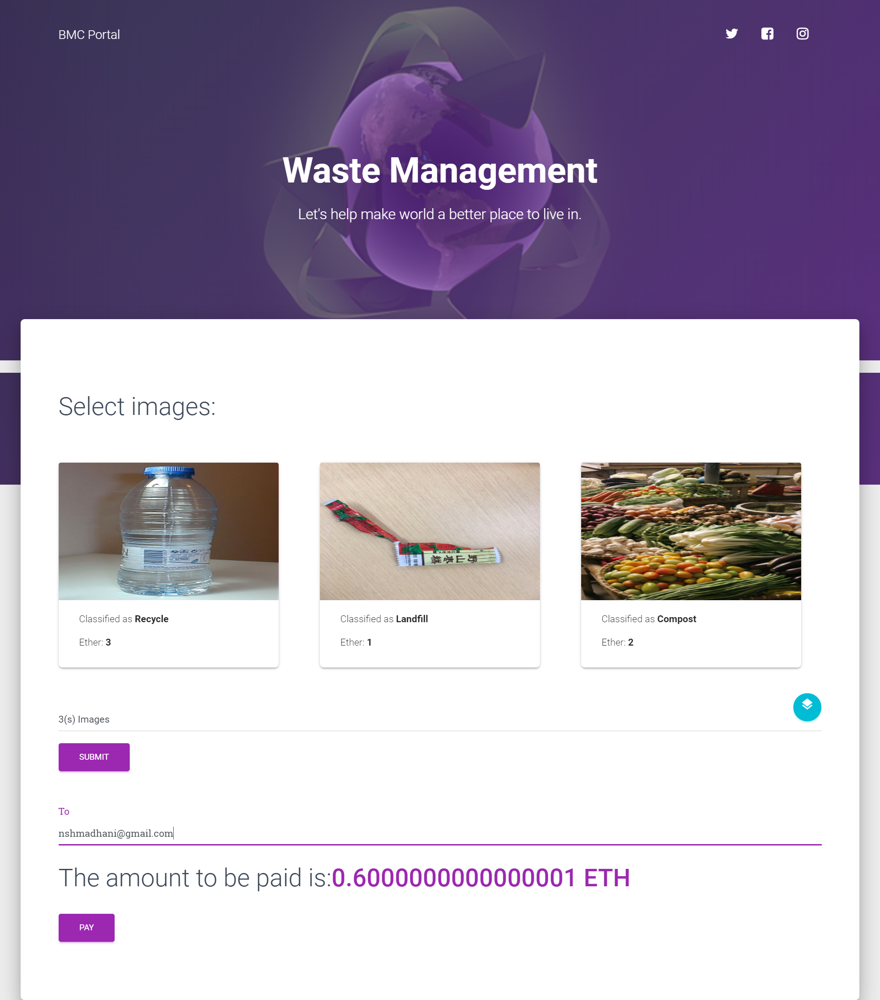 BMC Portal
Waste Management
Let's help make world a better place to live in.
Select images:
野山枣糕
Classified as Recycle
Ether: 3
Classified as Landfill
Ether: 1
Classified as Compost
Ether: 2
3(s) Images
SUBMIT
To
nshmadhani@gmail.com
The amount to be paid is:0.6000000000000001 ETH
PAY